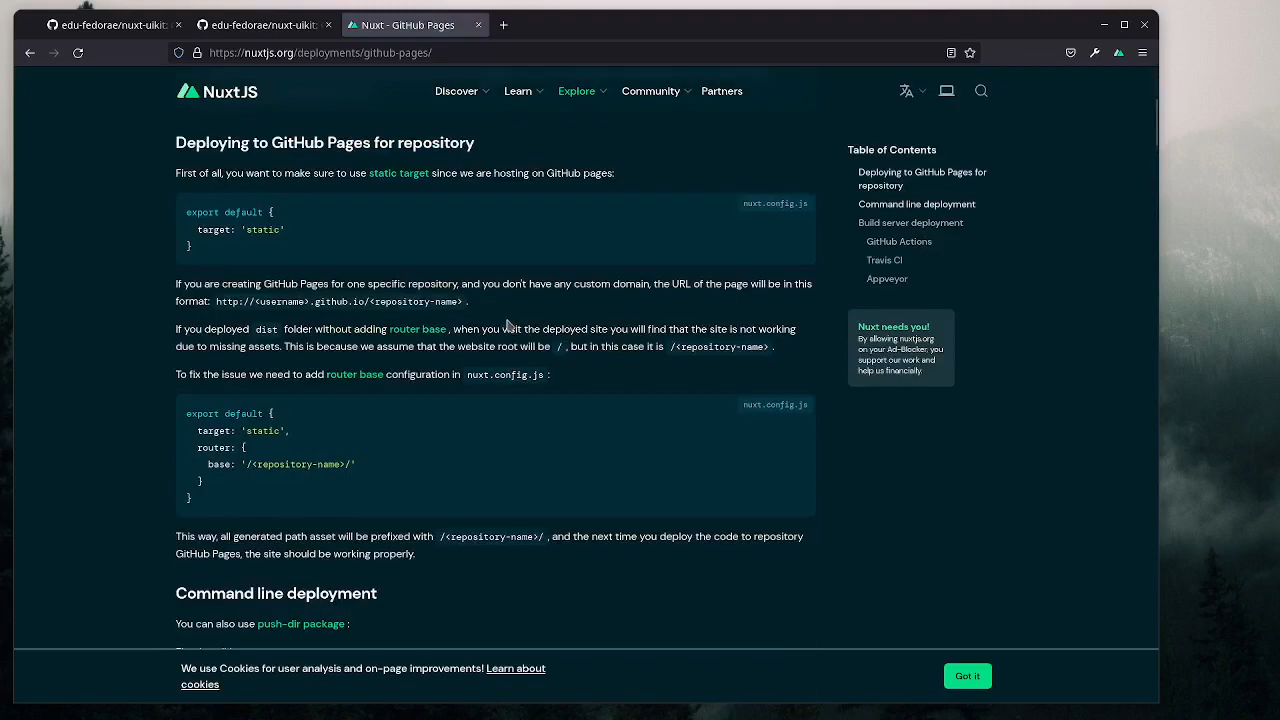 edu-fedorae/nuxt-uikit:
edu-fedorae/nuxt-uikit:
Nuxt - GitHub Pages
https://nuxtjs.org/deployments/github-pages/
NuxtJS
Discover
Learn
Explore
Community
Partners
Deploying to GitHub Pages for repository
First of all, you want to make sure to use static target since we are hosting on GitHub pages:
nuxt.config.js
export default {
target: 'static'
}
If you are creating GitHub Pages for one specific repository, and you don't have any custom domain, the URL of the page will be in this
format: http://<username>.github.io/<repository-name> .
If you deployed dist folder without adding router base , when you visit the deployed site you will find that the site is not working
due to missing assets. This is because we assume that the website root will be / , but in this case it is /<repository-name> .
To fix the issue we need to add router base configuration in nuxt.config.js :
nuxt.config.js
export default {
target: 'static',
router: {
base: '/<repository-name>/'
}
}
This way, all generated path asset will be prefixed with /<repository-name>/ , and the next time you deploy the code to repository
GitHub Pages, the site should be working properly.
Command line deployment
You can also use push-dir package :
Table of Contents
Deploying to GitHub Pages for
repository
Command line deployment
Build server deployment
GitHub Actions
Travis CI
Appveyor
Nuxt needs you!
By allowing nuxtjs.org
on your Ad-Blocker, you
support our work and
help us financially.
We use Cookies for user analysis and on-page improvements! Learn about
cookies
Got it